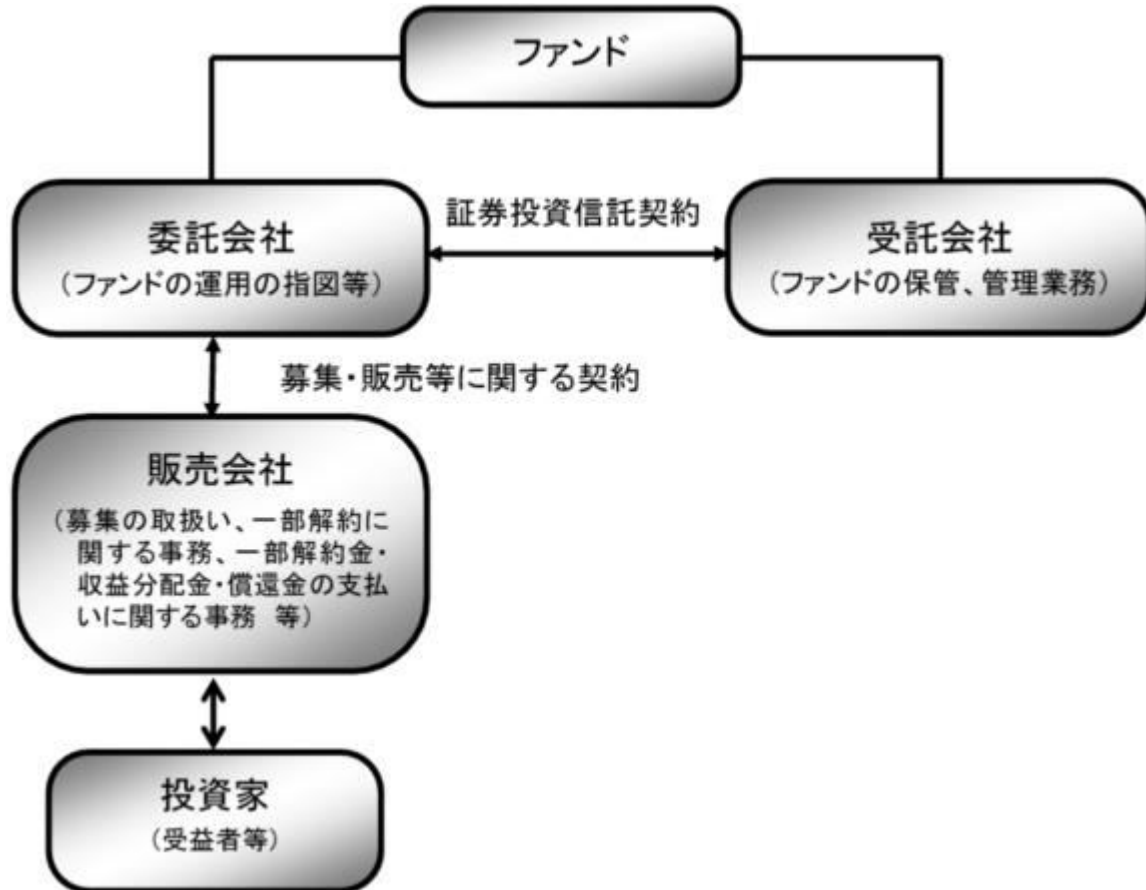 ファンド
証券投資信託契約
委託会社
（ファンドの運用の指図等）
受託会社
（ファンドの保管、管理業務）
募集・販売等に関する契約
販売会社
（募集の取扱い、一部解約に
関する事務、一部解約金・
収益分配金・償還金の支払
いに関する事務 等）
投資家
（受益者等）